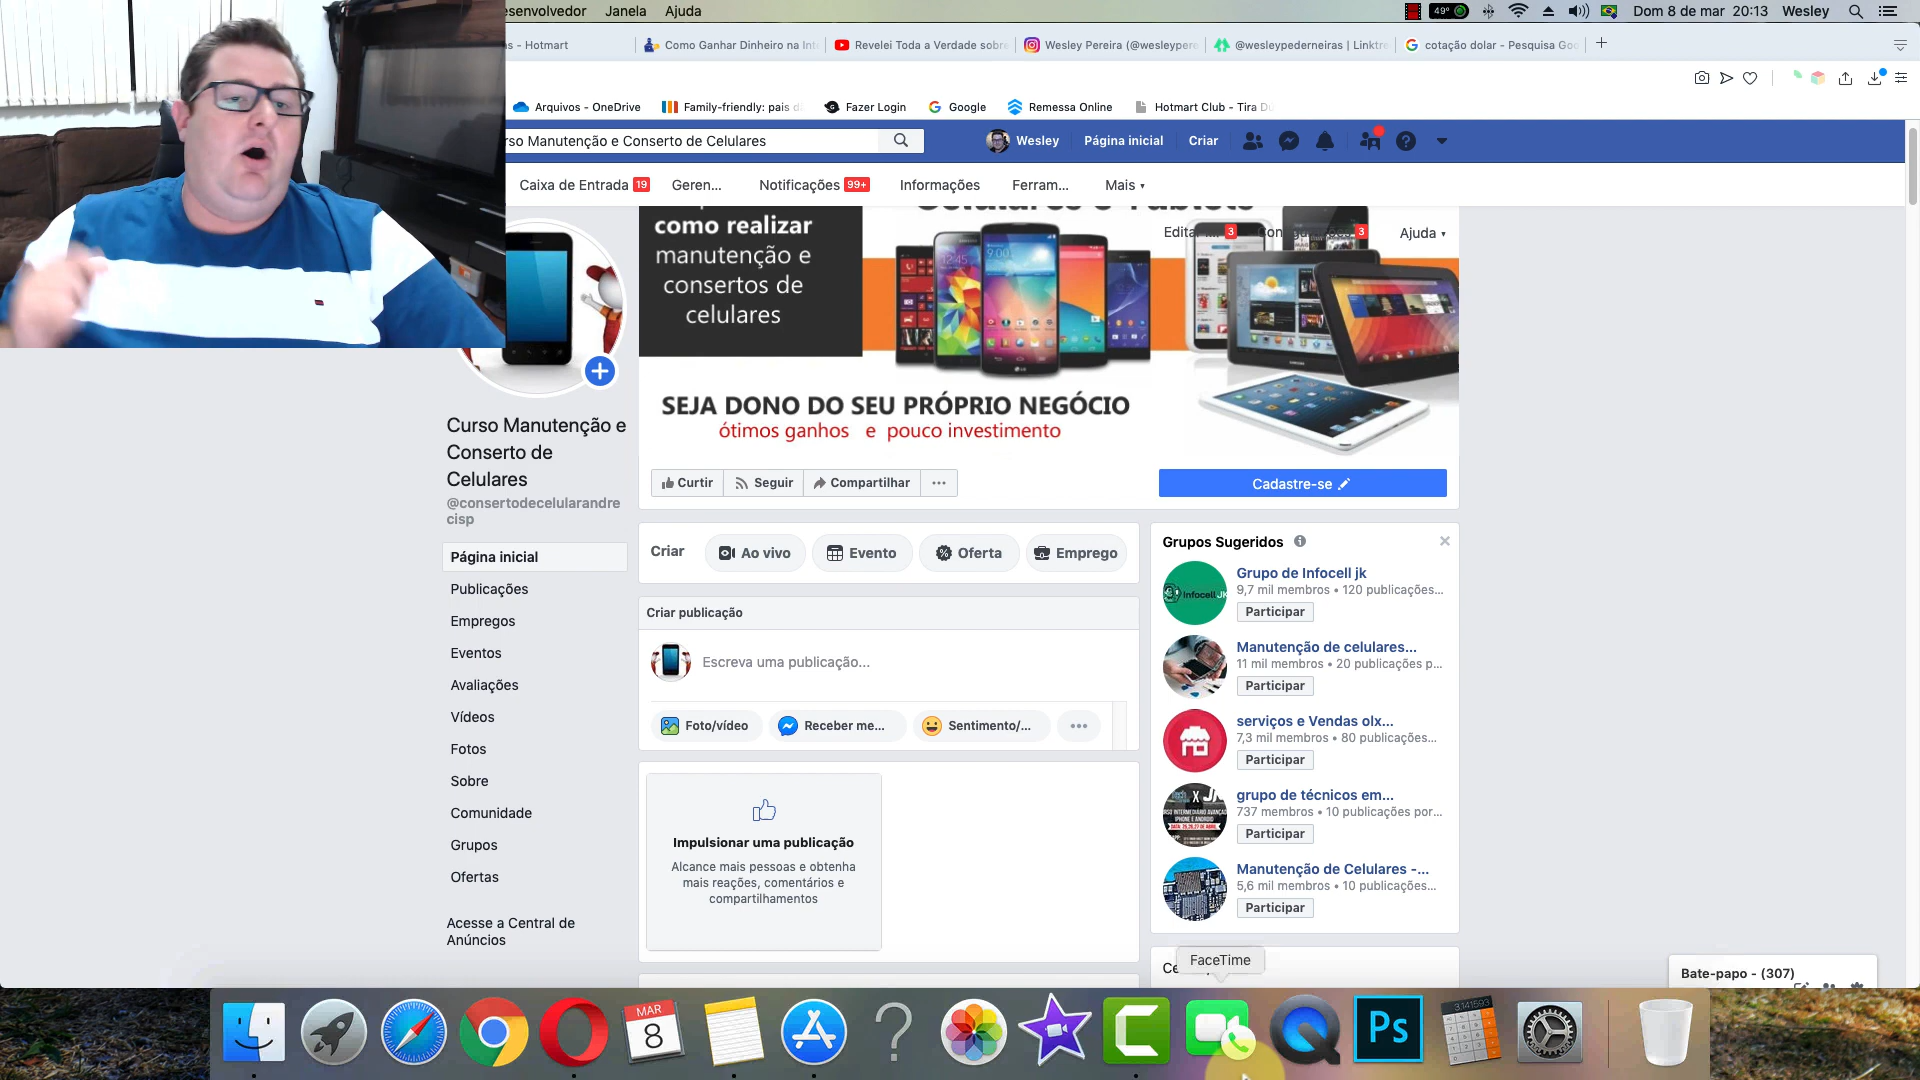 esenvolvedor Janela Ajuda
49° Dom 8 de mar 20:13 Wesley
as - Hotmart
Como Ganhar Dinheiro na Int
Revelei Toda a Verdade sobre
Wesley Pereira (@wesleypere
@wesleypederneiras | Linktre
cotação dolar - Pesquisa Goo
Arquivos - OneDrive
Family-friendly: pais d
Fazer Login
Google
Remessa Online
Hotmart Club - Tira D
rso Manutenção e Conserto de Celulares
Wesley Página inicial Criar
Caixa de Entrada 19 Geren... Notificações 99+ Informações Ferram... Mais
Editar 3 3 Ajuda
como realizar
manutenção e
consertos de
celulares
SEJA DONO DO SEU PRÓPRIO NEGÓCIO
ótimos ganhos e pouco investimento
Curtir Seguir Compartilhar ...
Cadastre-se
Curso Manutenção e
Conserto de
Celulares
@consertodecelularandre
cisp
Página inicial
Publicações
Empregos
Eventos
Avaliações
Vídeos
Fotos
Sobre
Comunidade
Grupos
Ofertas
Acesse a Central de
Anúncios
Criar Ao vivo Evento Oferta Emprego
Criar publicação
Escreva uma publicação...
Foto/vídeo Receber me... Sentimento/... ...
Impulsionar uma publicação
Alcance mais pessoas e obtenha
mais reações, comentários e
compartilhamentos
Grupos Sugeridos
Grupo de Infocell jk
9,7 mil membros • 120 publicações...
Participar
Manutenção de celulares...
11 mil membros • 20 publicações p...
Participar
serviços e Vendas olx...
7,3 mil membros • 80 publicações...
Participar
grupo de técnicos em...
737 membros • 10 publicações por...
Participar
Manutenção de Celulares -...
5,6 mil membros • 10 publicações...
Participar
FaceTime
Bate-papo - (307)
MAR
8
Ps